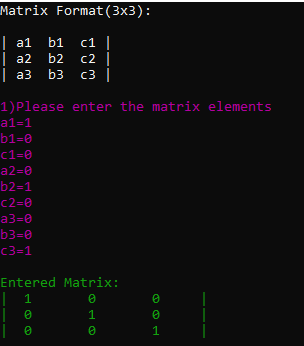 Matrix Format(3x3):
| a1 b1 c1 |
| a2 b2 c2 |
| a3 b3 c3 |
1)Please enter the matrix elements
a1=1
b1=0
c1=0
a2=0
b2=1
c2=0
a3=0
b3=0
c3=1
Entered Matrix:
| 1 0 0 |
| 0 1 0 |
| 0 0 1 |